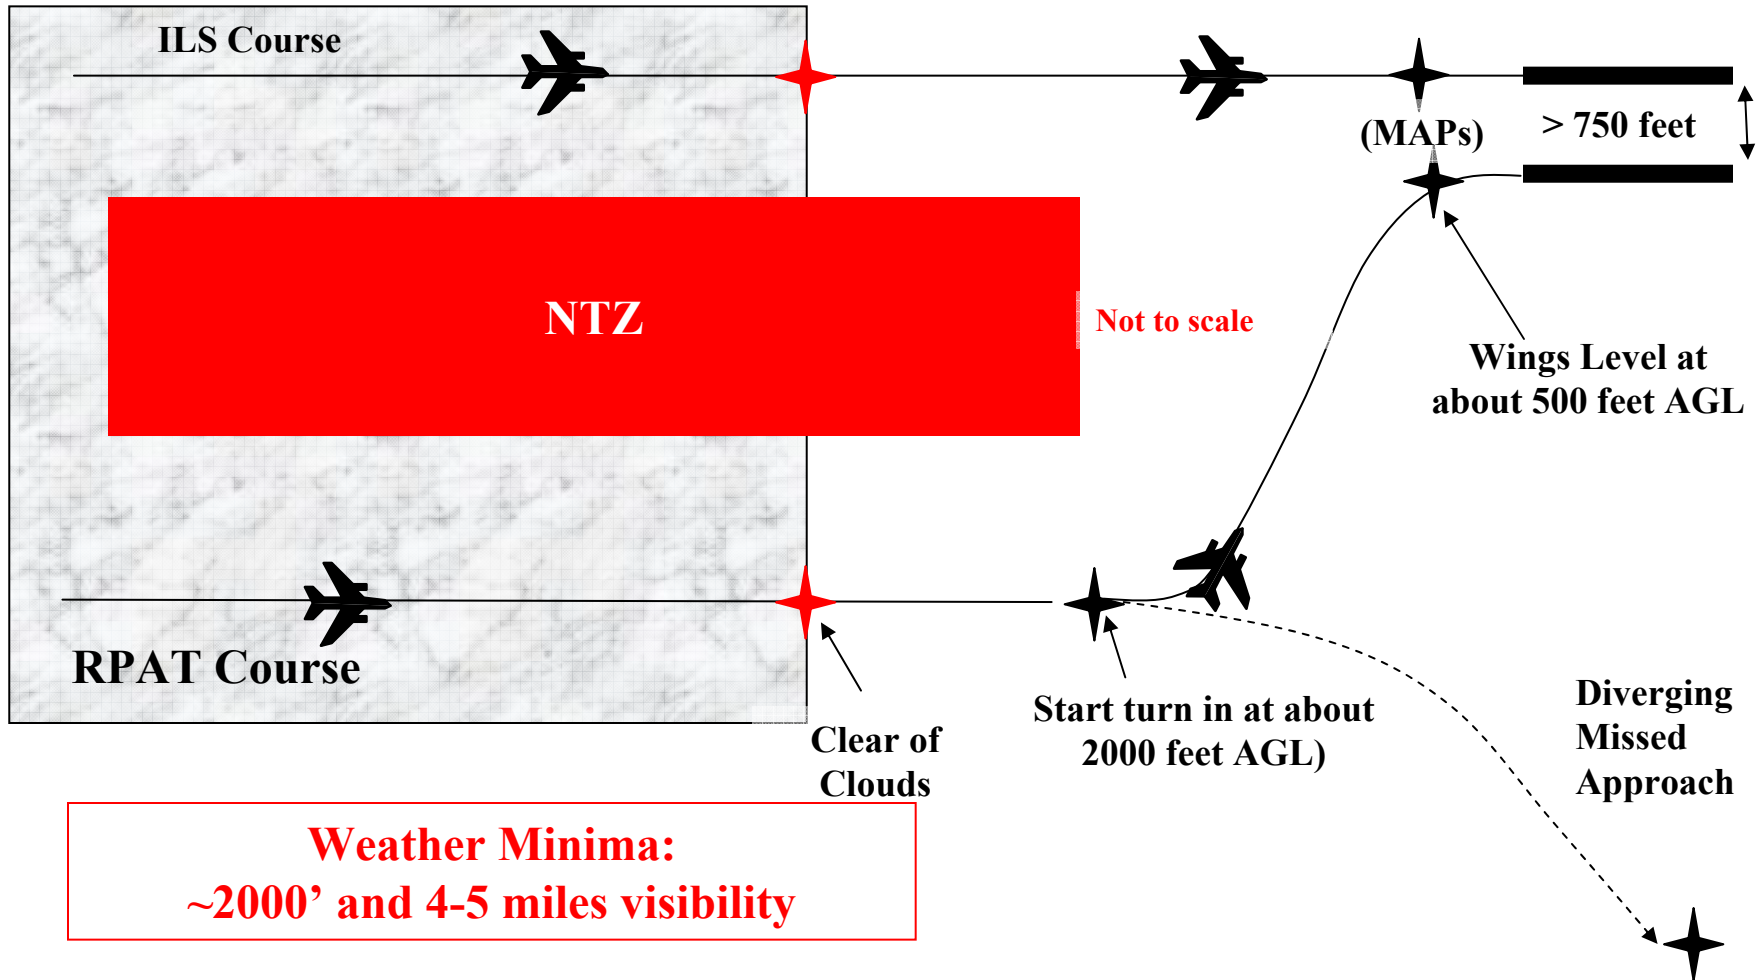 ILS Course
(MAPs)
> 750 feet
NTZ
Not to scale
Wings Level at
about 500 feet AGL
RPAT Course
Clear of
Clouds
Start turn in at about
2000 feet AGL)
Diverging
Missed
Approach
Weather Minima:
~2000’ and 4-5 miles visibility